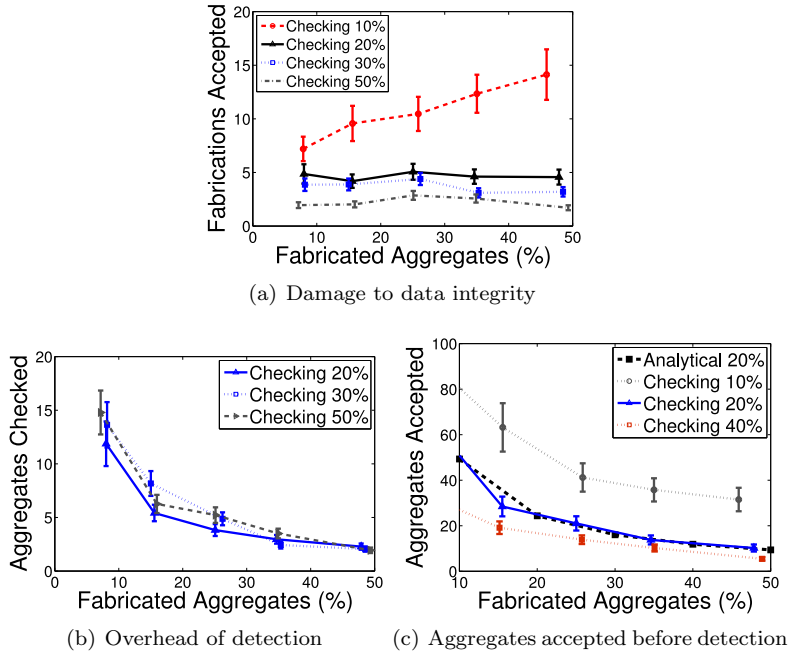 20
15
10
5
0
Fabrications Accepted
Checking 10%
Checking 20%
Checking 30%
Checking 50%
0 10 20 30 40 50
Fabricated Aggregates (%)
(a) Damage to data integrity
20
15
10
5
0
Aggregates Checked
Checking 20%
Checking 30%
Checking 50%
0 10 20 30 40 50
Fabricated Aggregates (%)
(b) Overhead of detection
100
80
60
40
20
0
Aggregates Accepted
Analytical 20%
Checking 10%
Checking 20%
Checking 40%
10 20 30 40 50
Fabricated Aggregates (%)
(c) Aggregates accepted before detection